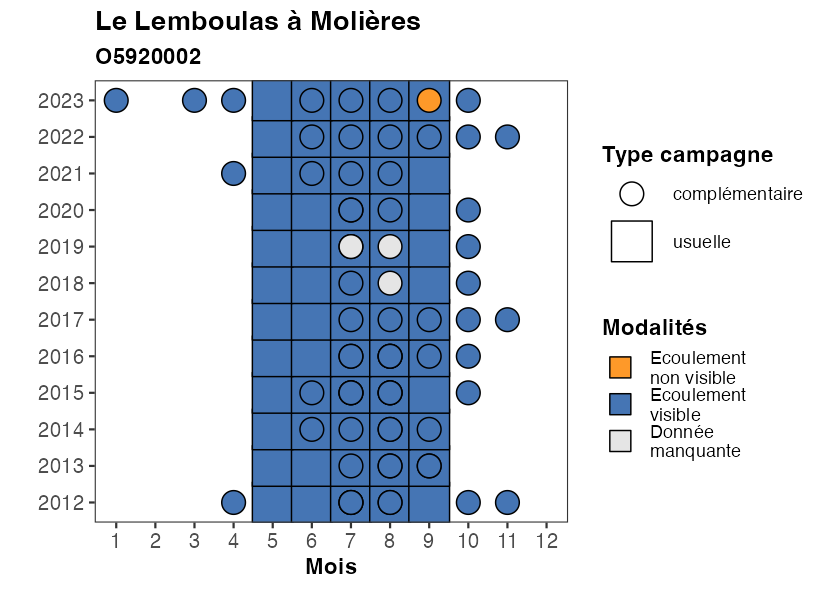 Le Lemboulas à Molières
O5920002
2023
2022
2021
2020
2019
2018
2017
2016
2015
2014
2013
2012
1 2 3 4 5 6 7 8 9 10 11 12
Mois
Type campagne
complémentaire
usuelle
Modalités
Ecoulement
non visible
Ecoulement
visible
Donnée
manquante